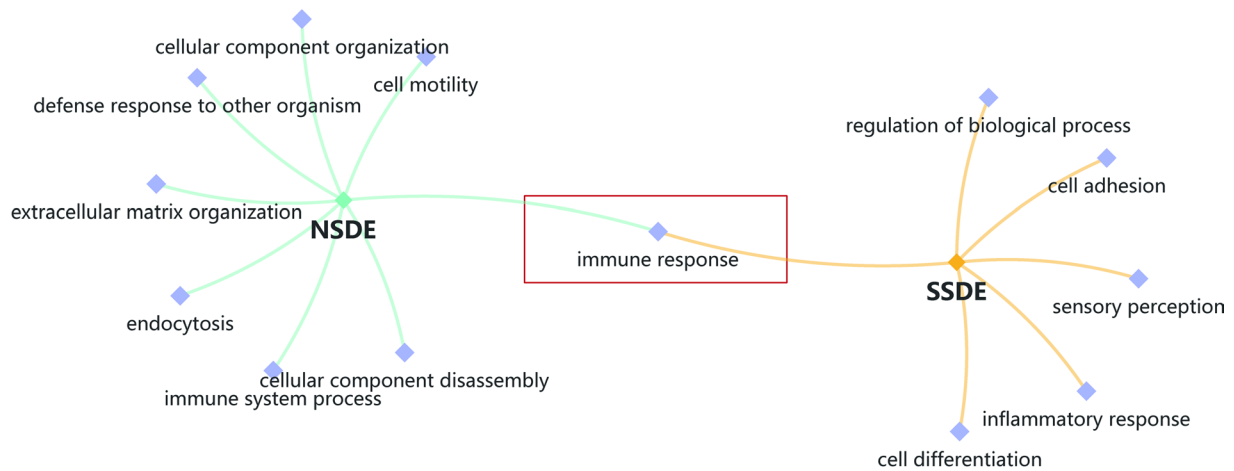 cellular component organization
cell motility
defense response to other organism
regulation of biological process
cell adhesion
extracellular matrix organization
NSDE
immune response
SSDE
sensory perception
endocytosis
cellular component disassembly
immune system process
inflammatory response
cell differentiation